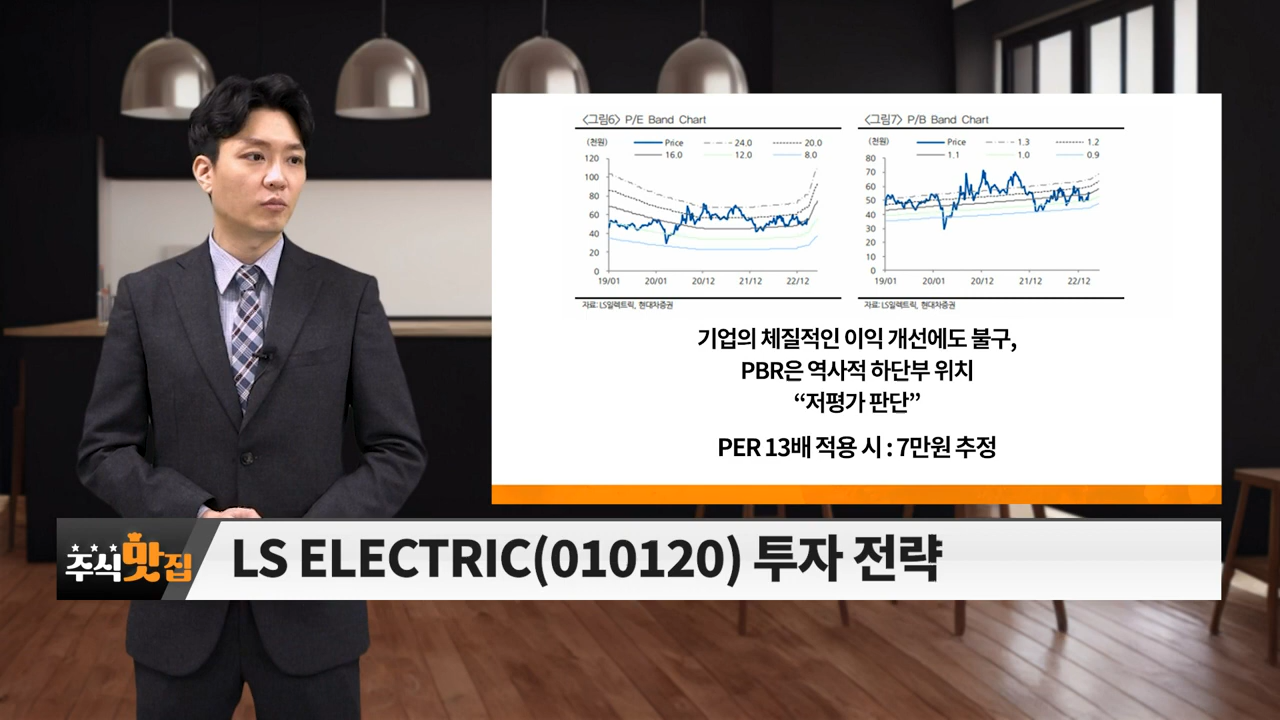 <그림6> P/E Band Chart
(천원)
Price
24.0
20.0
16.0
12.0
8.0
120
100
80
60
40
20
0
19/01
20/01
20/12
21/12
22/12
자료: LS일렉트릭, 현대차증권
<그림7> P/B Band Chart
(천원)
Price
1.3
1.2
1.1
1.0
0.9
80
70
60
50
40
30
20
10
0
19/01
20/01
20/12
21/12
22/12
자료: LS일렉트릭, 현대차증권
기업의 체질적인 이익 개선에도 불구,
PBR은 역사적 하단부 위치
“저평가 판단”
PER 13배 적용 시 : 7만원 추정
주식맛집
LS ELECTRIC(010120) 투자 전략